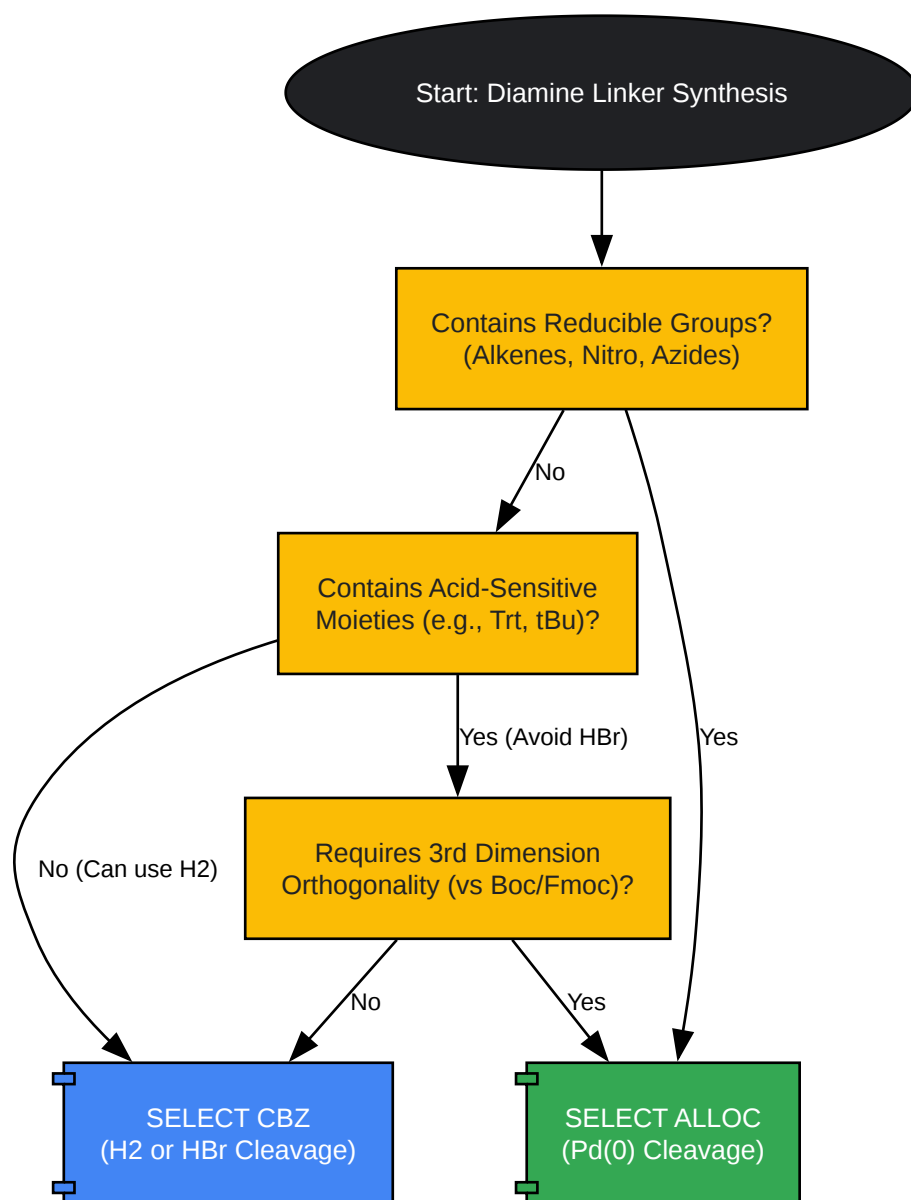 Start: Diamine Linker Synthesis
Contains Reducible Groups?
(Alkenes, Nitro, Azides)
No
Contains Acid-Sensitive
Moieties (e.g., Trt, tBu)?
Yes (Avoid HBr)
Yes
Requires 3rd Dimension
Orthogonality (vs Boc/Fmoc)?
No (Can use H2)
No
Yes
SELECT CBZ
(H2 or HBr Cleavage)
SELECT ALLOC
(Pd(0) Cleavage)